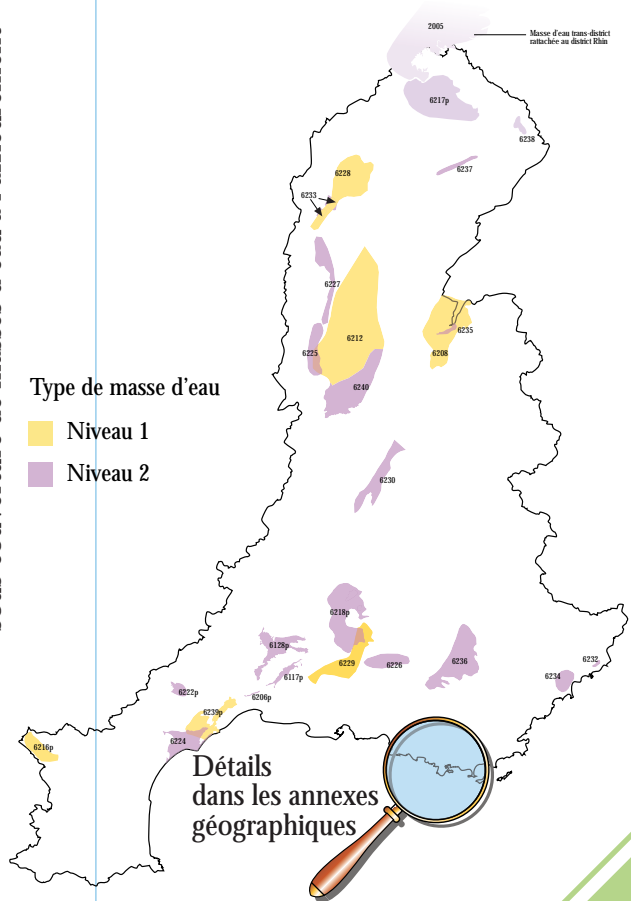 2005
Masse d'eau trans-district
rattachée au district Rhin
6217p
6238
6237
6228
6233
6227
6235
6212
6225
6208
6240
Type de masse d'eau
Niveau 1
Niveau 2
6230
6218p
6128p
6229
6226
6236
6232
6117p
6234
6222p
6206p
6239p
6224
6216p
Détails
dans les annexes
géographiques